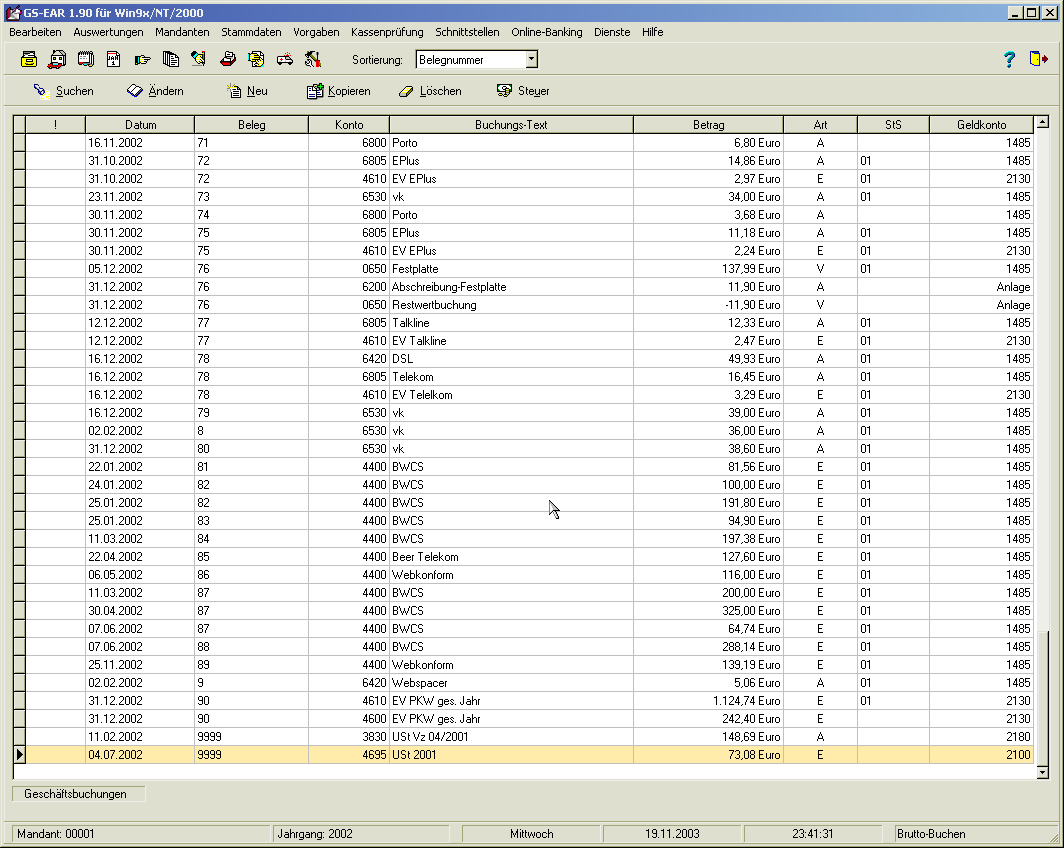 GS-EAR 1.90 für Win9x/NT/2000
Bearbeiten Auswertungen Mandanten Stammdaten Vorgaben Kassenprüfung Schnittstellen Online-Banking Dienste Hilfe
Sortierung: Belegnummer
Suchen Ändern Neu Kopieren Löschen Steuer
! Datum Beleg Konto Buchungs-Text Betrag Art StS Geldkonto
16.11.2002 71 6800 Porto 6,80 Euro A 1485
31.10.2002 72 6805 EPlus 14,86 Euro A 01 1485
31.10.2002 72 4610 EV EPlus 2,97 Euro E 01 2130
23.11.2002 73 6530 vk 34,00 Euro A 01 1485
30.11.2002 74 6800 Porto 3,68 Euro A 1485
30.11.2002 75 6805 EPlus 11,18 Euro A 01 1485
30.11.2002 75 4610 EV EPlus 2,24 Euro E 01 2130
05.12.2002 76 0650 Festplatte 137,99 Euro V 01 1485
31.12.2002 76 6200 Abschreibung-Festplatte 11,90 Euro A Anlage
31.12.2002 76 0650 Restwertbuchung -11,90 Euro V Anlage
12.12.2002 77 6805 Talkline 12,33 Euro A 01 1485
12.12.2002 77 4610 EV Talkline 2,47 Euro E 01 2130
16.12.2002 78 6420 DSL 49,93 Euro A 01 1485
16.12.2002 78 6805 Telekom 16,45 Euro A 01 1485
16.12.2002 78 4610 EV Telelkom 3,29 Euro E 01 2130
16.12.2002 79 6530 vk 39,00 Euro A 01 1485
02.02.2002 8 6530 vk 36,00 Euro A 01 1485
31.12.2002 80 6530 vk 38,60 Euro A 01 1485
22.01.2002 81 4400 BWCS 81,56 Euro E 01 1485
24.01.2002 82 4400 BWCS 100,00 Euro E 01 1485
25.01.2002 82 4400 BWCS 191,80 Euro E 01 1485
25.01.2002 83 4400 BWCS 94,90 Euro E 01 1485
11.03.2002 84 4400 BWCS 197,38 Euro E 01 1485
22.04.2002 85 4400 Beer Telekom 127,60 Euro E 01 1485
06.05.2002 86 4400 Webkonform 116,00 Euro E 01 1485
11.03.2002 87 4400 BWCS 200,00 Euro E 01 1485
30.04.2002 87 4400 BWCS 325,00 Euro E 01 1485
07.06.2002 87 4400 BWCS 64,74 Euro E 01 1485
07.06.2002 88 4400 BWCS 288,14 Euro E 01 1485
25.11.2002 89 4400 Webkonform 139,19 Euro E 01 1485
02.02.2002 9 6420 Webspacer 5,06 Euro A 01 1485
31.12.2002 90 4610 EV PKW ges. Jahr 1.124,74 Euro E 01 2130
31.12.2002 90 4600 EV PKW ges. Jahr 242,40 Euro E 2130
11.02.2002 9999 3830 USt Vz 04/2001 148,69 Euro A 2180
04.07.2002 9999 4695 USt 2001 73,08 Euro E 2100
Geschäftsbuchungen
Mandant: 00001 Jahrgang: 2002 Mittwoch 19.11.2003 23:41:31 Brutto-Buchen